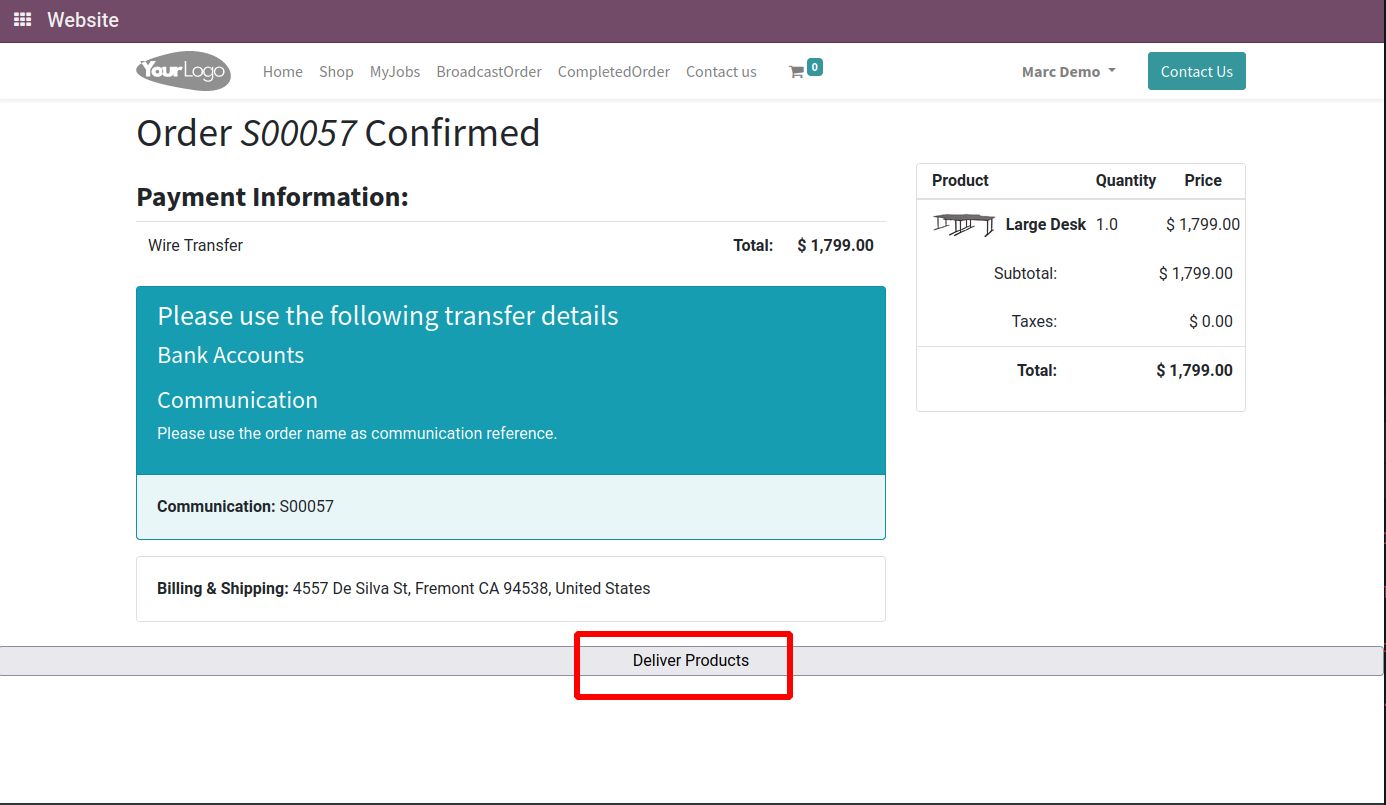 Website
YourLogo
Home Shop MyJobs BroadcastOrder CompletedOrder Contact us 0 Marc Demo Contact Us
Order S00057 Confirmed
Payment Information:
Wire Transfer Total: $ 1,799.00
Please use the following transfer details
Bank Accounts
Communication
Please use the order name as communication reference.
Communication: S00057
Billing & Shipping: 4557 De Silva St, Fremont CA 94538, United States
Product Quantity Price
Large Desk 1.0 $ 1,799.00
Subtotal: $ 1,799.00
Taxes: $ 0.00
Total: $ 1,799.00
Deliver Products